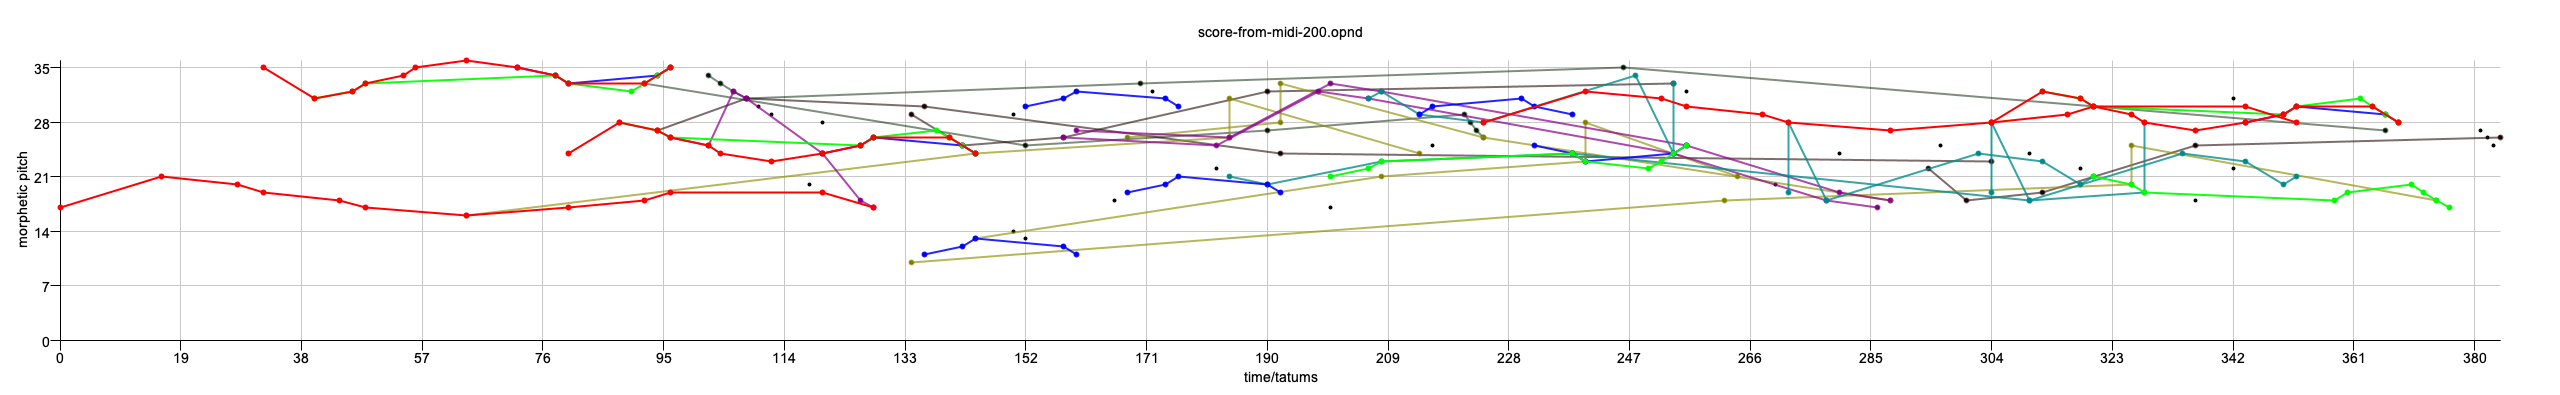 score-from-midi-200.opnd
35
28
21
14
7
0
morphetic pitch
0 19 38 57 76 95 114 133 152 171 190 209 228 247 266 285 304 323 342 361 380
time/tatums